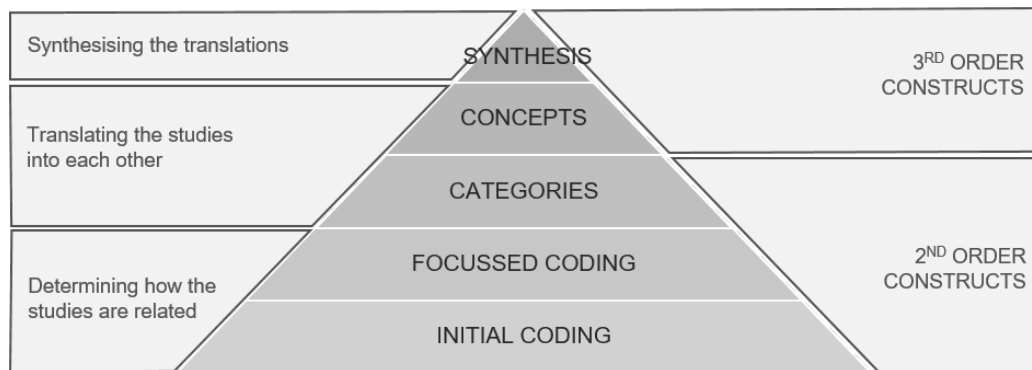 Synthesising the translations
SYNTHESIS
3RD ORDER
CONSTRUCTS
CONCEPTS
Translating the studies
into each other
CATEGORIES
FOCUSSED CODING
2ND ORDER
CONSTRUCTS
Determining how the
studies are related
INITIAL CODING